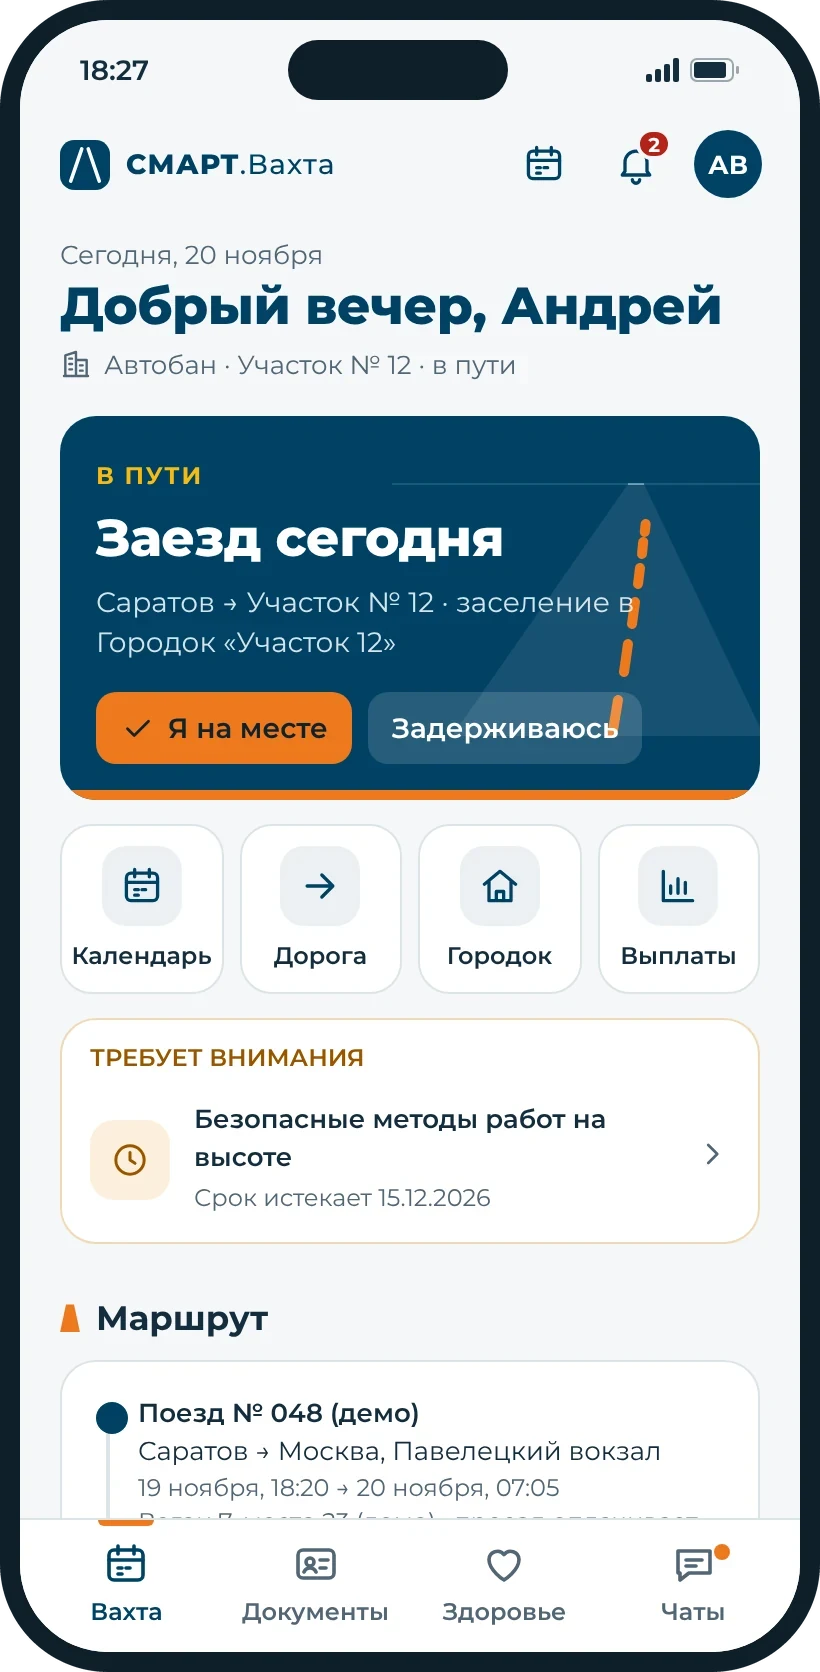 18:27
СМАРТ.Вахта
2
АВ
Сегодня, 20 ноября
Добрый вечер, Андрей
Автобан · Участок № 12 · в пути
В ПУТИ
Заезд сегодня
Саратов → Участок № 12 · заселение в
Городок «Участок 12»
Я на месте
Задерживаюсь
Календарь
Дорога
Городок
Выплаты
ТРЕБУЕТ ВНИМАНИЯ
Безопасные методы работ на
высоте
Срок истекает 15.12.2026
Маршрут
Поезд № 048 (демо)
Саратов → Москва, Павелецкий вокзал
19 ноября, 18:20 → 20 ноября, 07:05
Вахта
Документы
Здоровье
Чаты